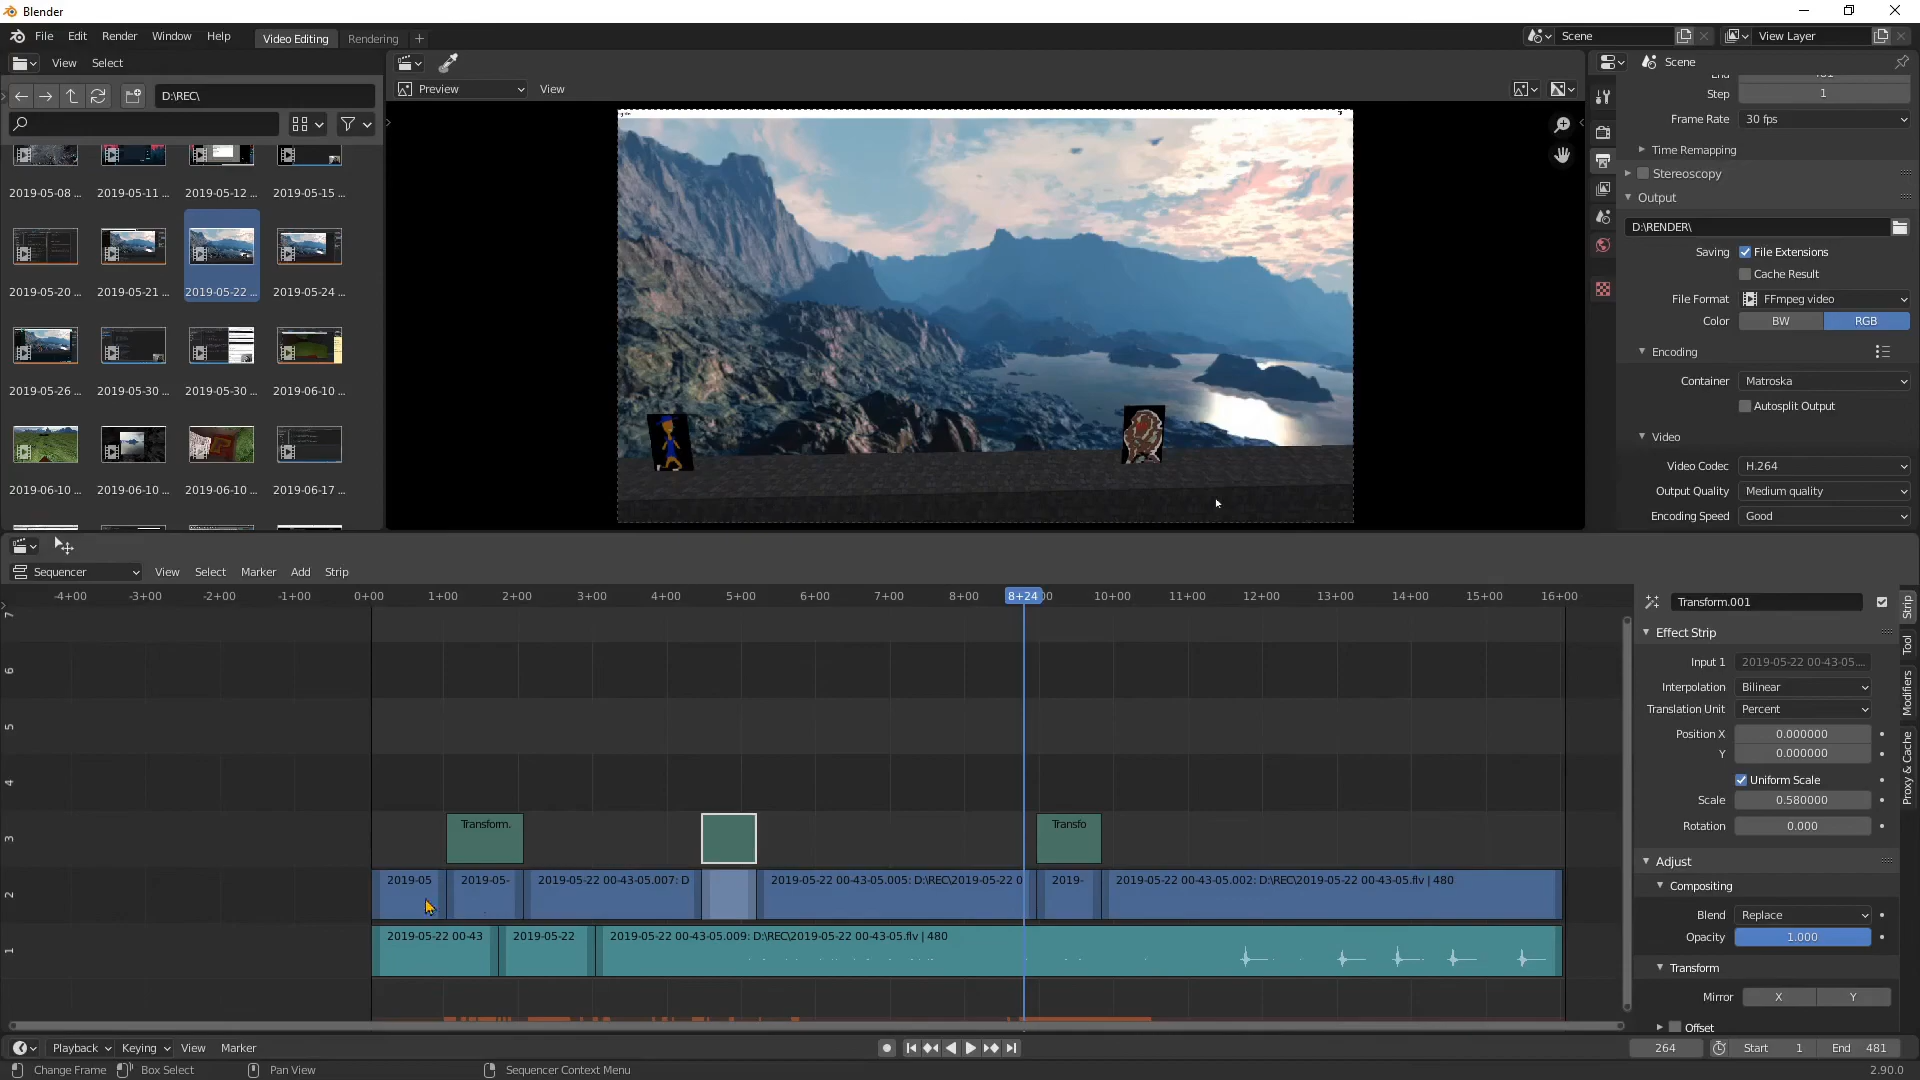 Blender
File Edit Render Window Help Video Editing Rendering + Scene View Layer
View Select Scene
D:\REC\ Preview View Step 1
Frame Rate 30 fps
Time Remapping
Stereoscopy
2019-05-08 ... 2019-05-11 ... 2019-05-12 ... 2019-05-15 ...
Output
D:\RENDER\
Saving File Extensions
Cache Result
2019-05-20 ... 2019-05-21 ... 2019-05-22 ... 2019-05-24 ...
File Format FFmpeg video
Color BW RGB
Encoding
Container Matroska
2019-05-26 ... 2019-05-30 ... 2019-05-30 ... 2019-06-10 ...
Autosplit Output
Video
Video Codec H.264
2019-06-10 ... 2019-06-10 ... 2019-06-10 ... 2019-06-17 ...
Output Quality Medium quality
Encoding Speed Good
Sequencer View Select Marker Add Strip
-4+00 -3+00 -2+00 -1+00 0+00 1+00 2+00 3+00 4+00 5+00 6+00 7+00 8+00 8+24 10+00 11+00 12+00 13+00 14+00 15+00 16+00
7
6
5
4
3
2
1
Transform. Transfo
2019-05 2019-05- 2019-05-22 00-43-05.007: D 2019-05-22 00-43-05.005: D:\REC\2019-05-22 0 2019- 2019-05-22 00-43-05.002: D:\REC\2019-05-22 00-43-05.flv | 480
2019-05-22 00-43 2019-05-22 2019-05-22 00-43-05.009: D:\REC\2019-05-22 00-43-05.flv | 480
Transform.001
Effect Strip
Input 1 2019-05-22 00-43-05....
Interpolation Bilinear
Translation Unit Percent
Position X 0.000000
Y 0.000000
Uniform Scale
Scale 0.580000
Rotation 0.000
Adjust
Compositing
Blend Replace
Opacity 1.000
Transform
Mirror X Y
Offset
Strip
Tool
Modifiers
Proxy & Cache
Playback Keying View Marker 264 Start 1 End 481
Change Frame Box Select Pan View Sequencer Context Menu 2.90.0